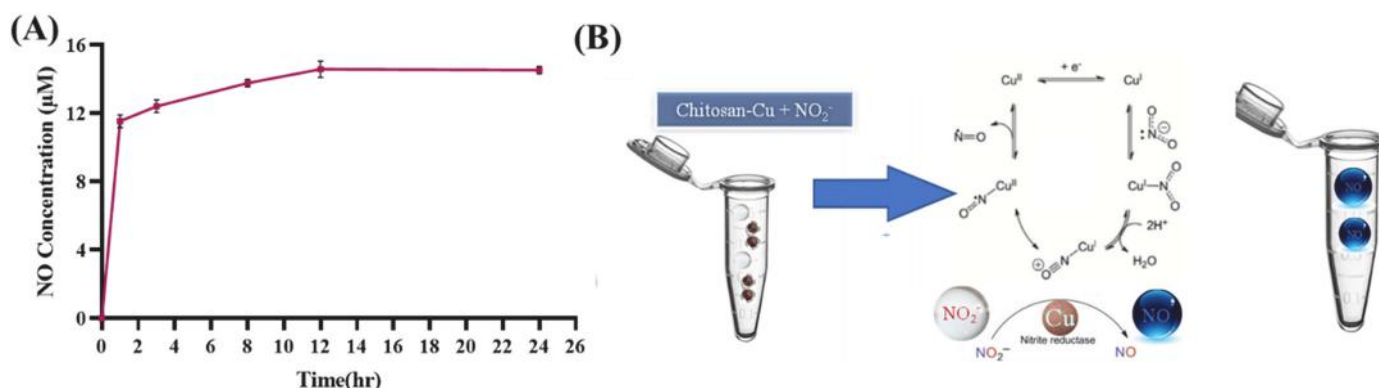 (A)
16
12
8
4
0
NO Concentration (µM)
0 2 4 6 8 10 12 14 16 18 20 22 24 26
Time(hr)
(B)
Chitosan-Cu + NO₂⁻
+ e⁻
Cuᴵᴵ
Cuᴵ
N=O
O
:N ⊖
O
O=N-Cuᴵᴵ
Cuᴵ-N
O
O
2H⁺
H₂O
⊕ O≡N-Cuᴵ
NO₂⁻
Cu
NO
Nitrite reductase
NO₂⁻
NO
NO
NO